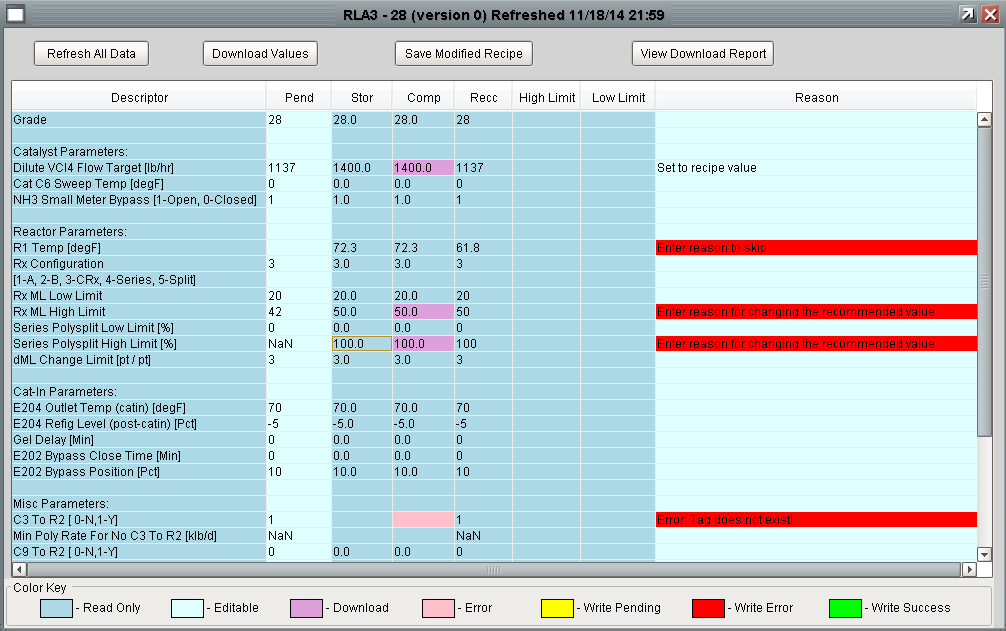 RLA3 - 28 (version 0) Refreshed 11/18/14 21:59
Refresh All Data Download Values Save Modified Recipe View Download Report
Descriptor Pend Stor Comp Recc High Limit Low Limit Reason
Grade 28 28.0 28.0 28
Catalyst Parameters:
Dilute VCl4 Flow Target [lb/hr] 1137 1400.0 1400.0 1137 Set to recipe value
Cat C6 Sweep Temp [degF] 0 0.0 0.0 0
NH3 Small Meter Bypass [1-Open, 0-Closed] 1 1.0 1.0 1
Reactor Parameters:
R1 Temp [degF] 72.3 72.3 61.8 Enter reason to skip
Rx Configuration 3 3.0 3.0 3
[1-A, 2-B, 3-CRx, 4-Series, 5-Split]
Rx ML Low Limit 20 20.0 20.0 20
Rx ML High Limit 42 50.0 50.0 50 Enter reason for changing the recommended value
Series Polysplit Low Limit [%] 0 0.0 0.0 0
Series Polysplit High Limit [%] NaN 100.0 100.0 100 Enter reason for changing the recommended value
dML Change Limit [pt / pt] 3 3.0 3.0 3
Cat-In Parameters:
E204 Outlet Temp (catin) [degF] 70 70.0 70.0 70
E204 Refig Level (post-catin) [Pct] -5 -5.0 -5.0 -5
Gel Delay [Min] 0 0.0 0.0 0
E202 Bypass Close Time [Min] 0 0.0 0.0 0
E202 Bypass Position [Pct] 10 10.0 10.0 10
Misc Parameters:
C3 To R2 [ 0-N,1-Y] 1 1 Error: Tag does not exist!
Min Poly Rate For No C3 To R2 [klb/d] NaN NaN
C9 To R2 [ 0-N,1-Y] 0 0.0 0.0 0
Color Key
- Read Only - Editable - Download - Error - Write Pending - Write Error - Write Success